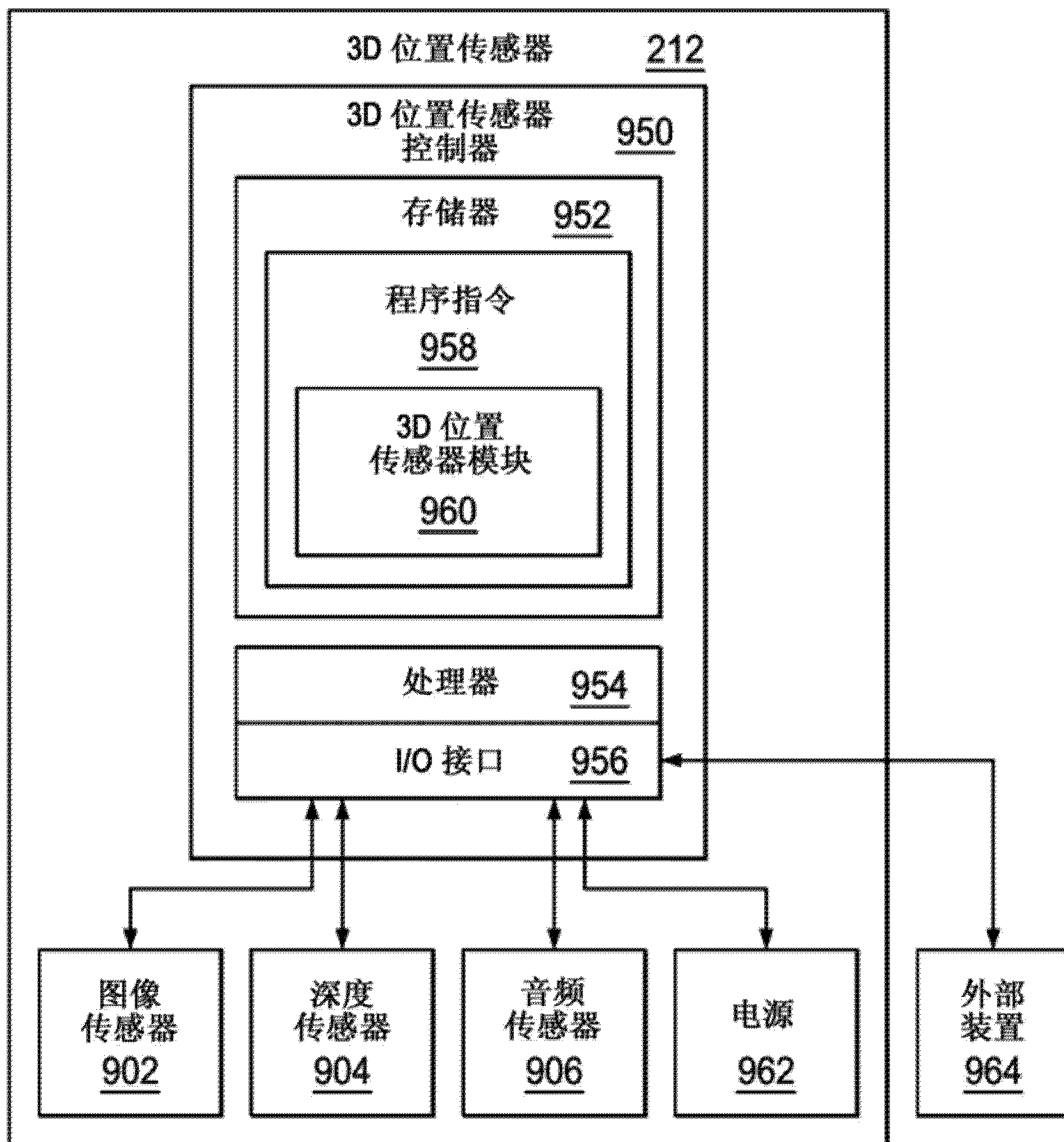 3D 位置传感器 212
3D 位置传感器
控制器 950
存储器 952
程序指令
958
3D 位置
传感器模块
960
处理器 954
I/O 接口 956
图像
传感器
902
深度
传感器
904
音频
传感器
906
电源
962
外部
装置
964